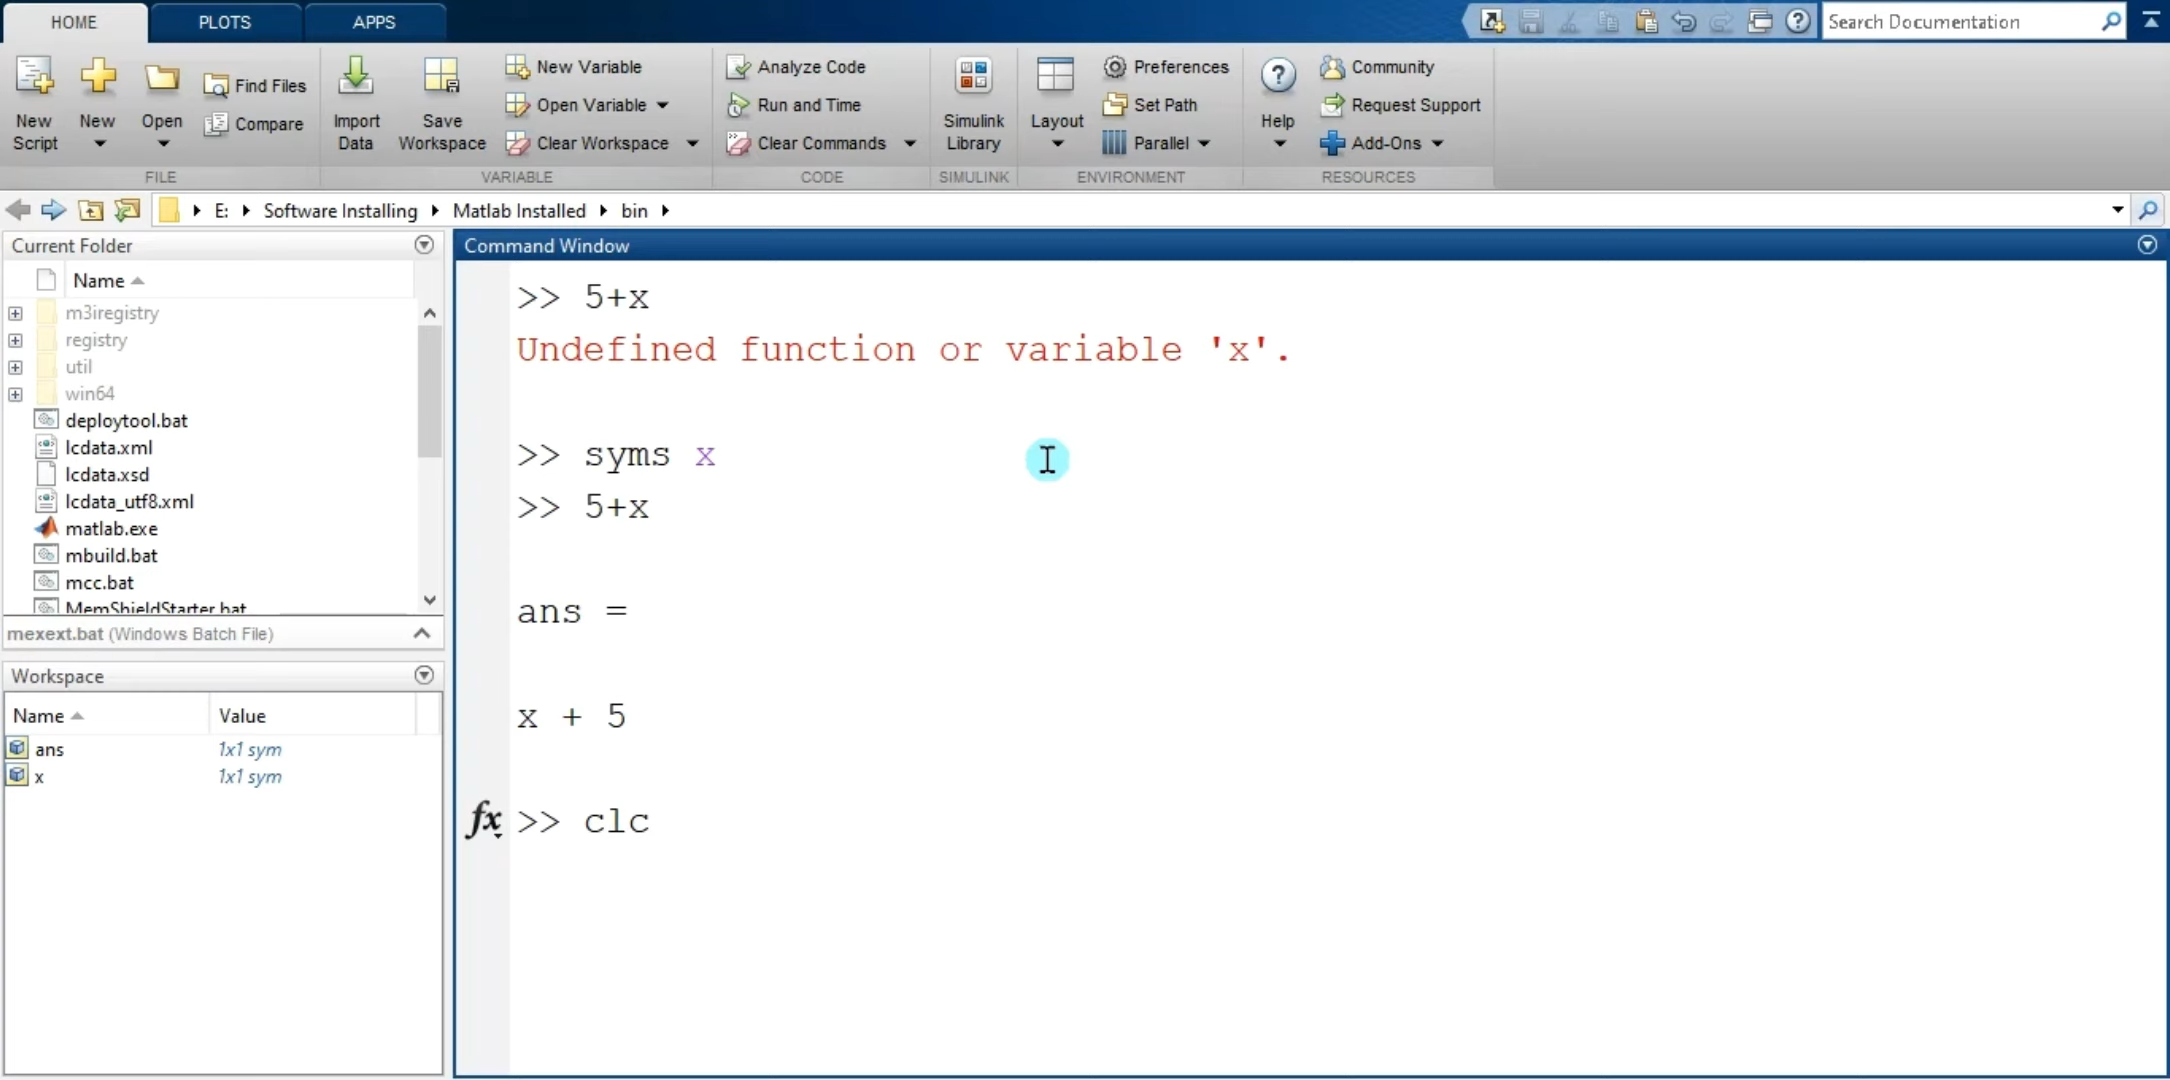 HOME
PLOTS
APPS
Search Documentation
New Script
New
Open
Find Files
Compare
FILE
Import Data
Save Workspace
New Variable
Open Variable
Clear Workspace
VARIABLE
Analyze Code
Run and Time
Clear Commands
CODE
Simulink Library
SIMULINK
Layout
Preferences
Set Path
Parallel
ENVIRONMENT
Help
Community
Request Support
Add-Ons
RESOURCES
E: Software Installing Matlab Installed bin
Current Folder
Name
m3iregistry
registry
util
win64
deploytool.bat
lcdata.xml
lcdata.xsd
lcdata_utf8.xml
matlab.exe
mbuild.bat
mcc.bat
MemShieldStarter.bat
mexext.bat (Windows Batch File)
Workspace
Name Value
ans 1x1 sym
x 1x1 sym
Command Window
>> 5+x
Undefined function or variable 'x'.
>> syms x
>> 5+x
ans =
x + 5
fx >> clc